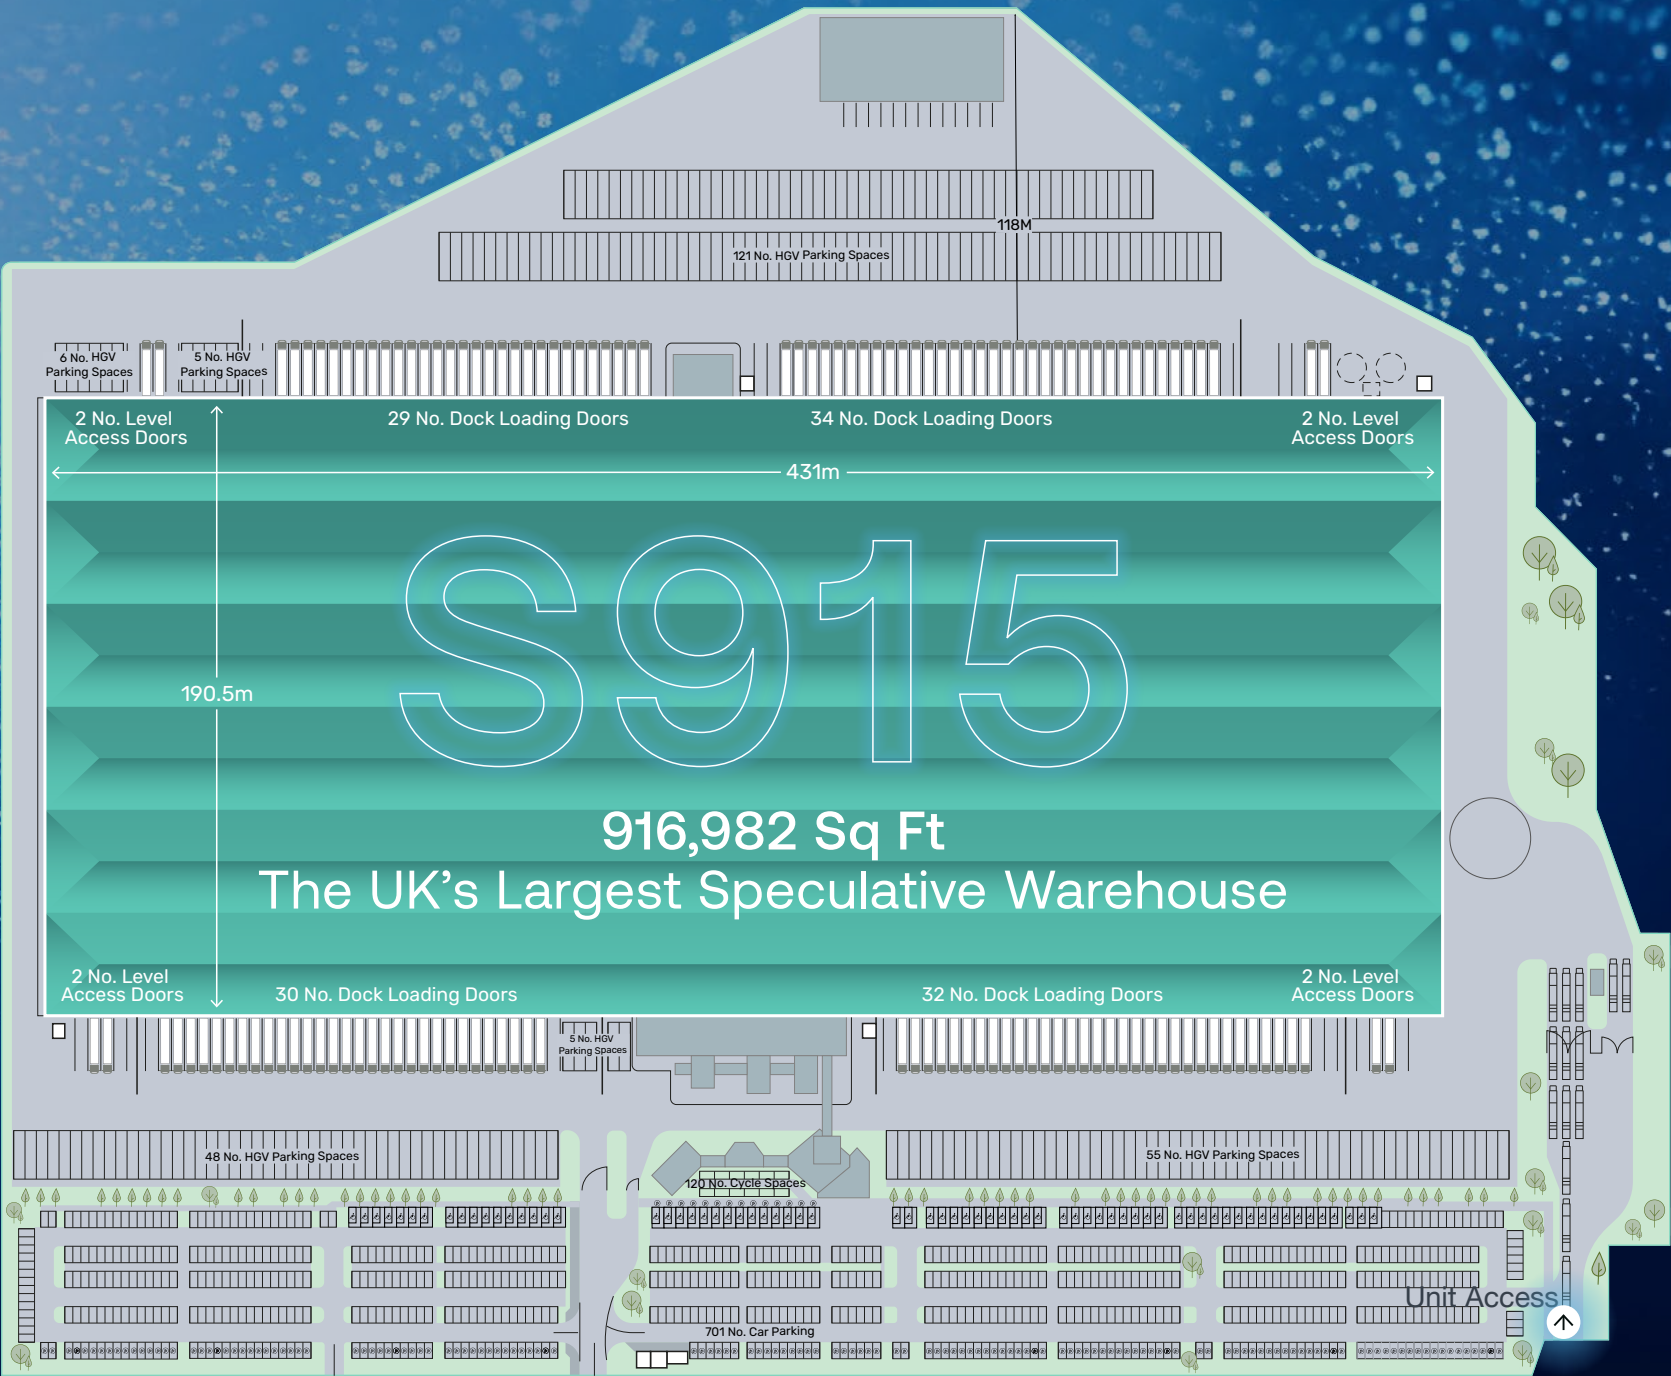 118M
121 No. HGV Parking Spaces
6 No. HGV
Parking Spaces
5 No. HGV
Parking Spaces
2 No. Level
Access Doors
29 No. Dock Loading Doors
34 No. Dock Loading Doors
2 No. Level
Access Doors
431m
S915
190.5m
916,982 Sq Ft
The UK's Largest Speculative Warehouse
2 No. Level
Access Doors
30 No. Dock Loading Doors
32 No. Dock Loading Doors
2 No. Level
Access Doors
5 No. HGV
Parking Spaces
48 No. HGV Parking Spaces
55 No. HGV Parking Spaces
120 No. Cycle Spaces
Unit Access
701 No. Car Parking